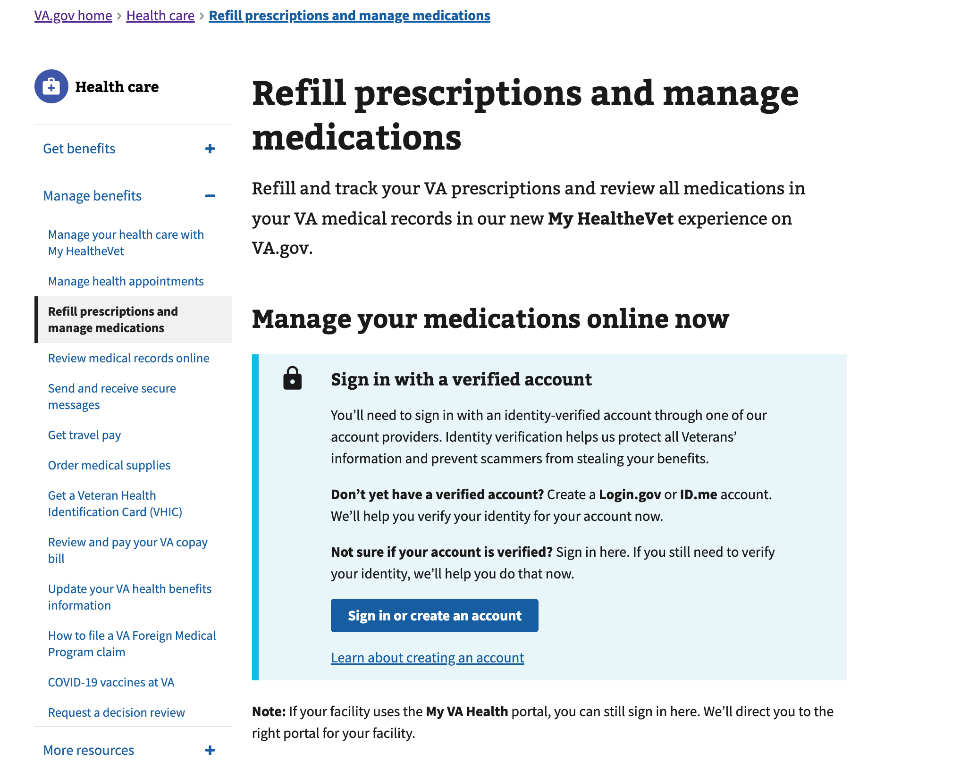 VA.gov home › Health care › Refill prescriptions and manage medications
Health care
Get benefits
Manage benefits
Manage your health care with
My HealtheVet
Manage health appointments
Refill prescriptions and
manage medications
Review medical records online
Send and receive secure
messages
Get travel pay
Order medical supplies
Get a Veteran Health
Identification Card (VHIC)
Review and pay your VA copay
bill
Update your VA health benefits
information
How to file a VA Foreign Medical
Program claim
COVID-19 vaccines at VA
Request a decision review
More resources
Refill prescriptions and manage
medications
Refill and track your VA prescriptions and review all medications in
your VA medical records in our new My HealtheVet experience on
VA.gov.
Manage your medications online now
Sign in with a verified account
You’ll need to sign in with an identity-verified account through one of our
account providers. Identity verification helps us protect all Veterans’
information and prevent scammers from stealing your benefits.
Don’t yet have a verified account? Create a Login.gov or ID.me account.
We’ll help you verify your identity for your account now.
Not sure if your account is verified? Sign in here. If you still need to verify
your identity, we’ll help you do that now.
Sign in or create an account
Learn about creating an account
Note: If your facility uses the My VA Health portal, you can still sign in here. We’ll direct you to the
right portal for your facility.